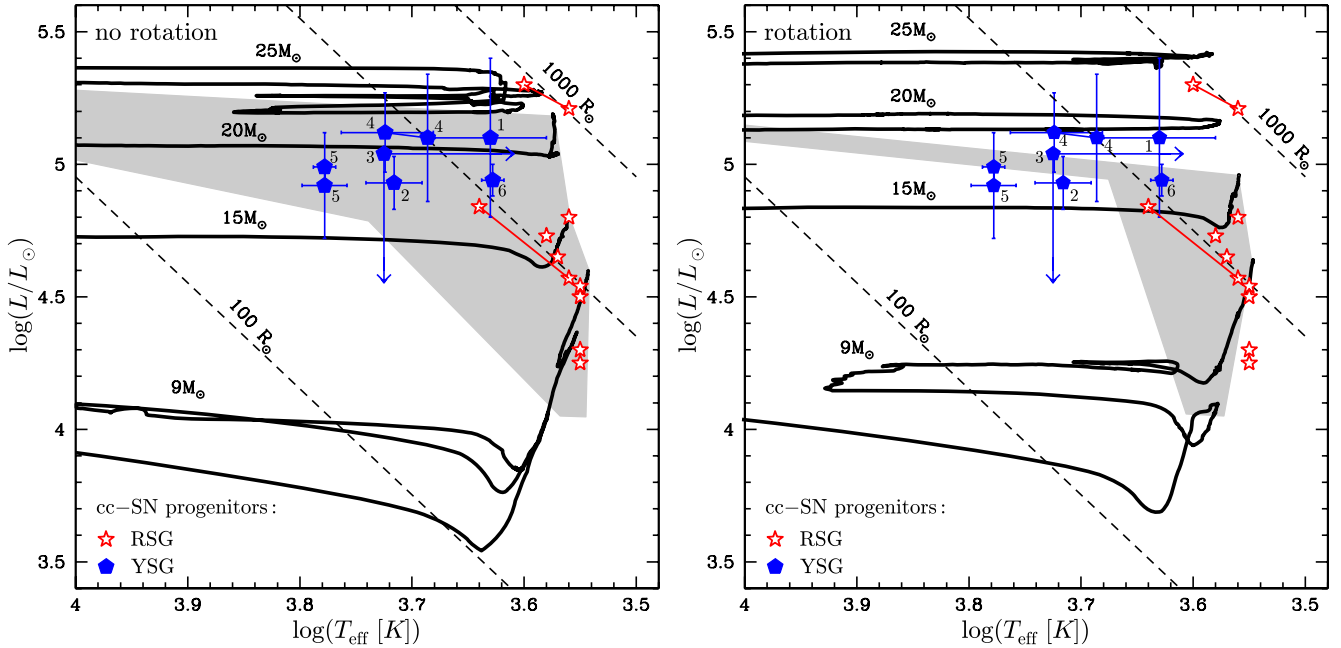 no rotation
25M⊙
1000 R⊙
20M⊙
15M⊙
100 R⊙
9M⊙
4
4
1
3
5
5
2
6
cc−SN progenitors:
RSG
YSG
5.5
5
4.5
4
3.5
4
3.9
3.8
3.7
3.6
3.5
log(L/L⊙)
log(Teff [K])
rotation
25M⊙
1000 R⊙
20M⊙
15M⊙
100 R⊙
9M⊙
4
4
1
3
5
5
2
6
cc−SN progenitors:
RSG
YSG
5.5
5
4.5
4
3.5
4
3.9
3.8
3.7
3.6
3.5
log(L/L⊙)
log(Teff [K])